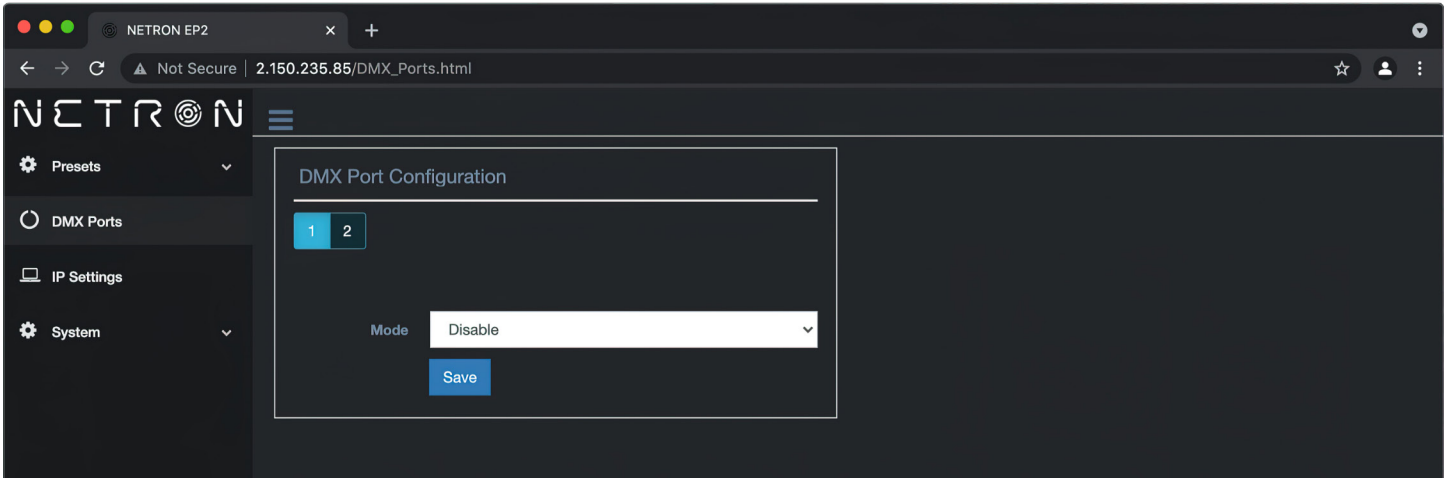 NETRON EP2
Not Secure | 2.150.235.85/DMX_Ports.html
NETRON
Presets
DMX Ports
IP Settings
System
DMX Port Configuration
1 2
Mode Disable
Save